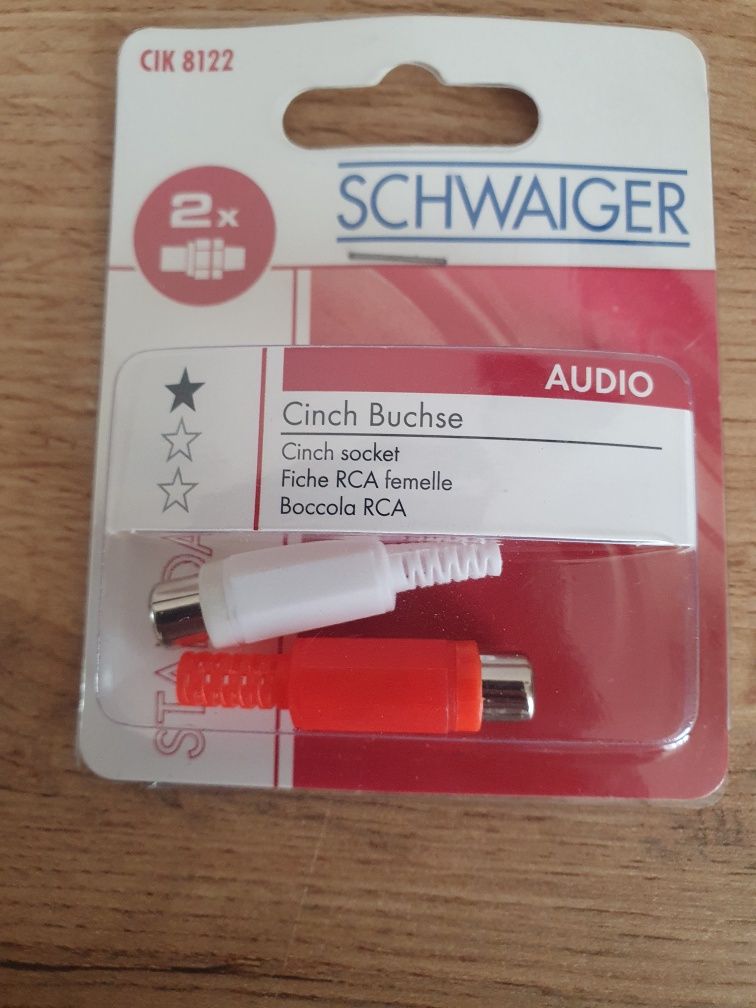 CIK 8122
2x
SCHWAIGER
AUDIO
Cinch Buchse
Cinch socket
Fiche RCA femelle
Boccola RCA